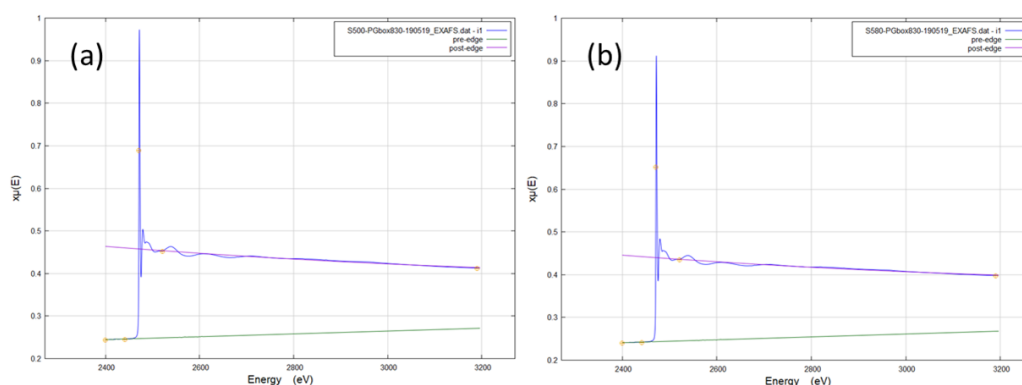 (a)
S500-PGbox830-190519_EXAFS.dat - i1
pre-edge
post-edge
1
0.9
0.8
0.7
0.6
0.5
0.4
0.3
0.2
xμ(E)
2400
2600
2800
3000
3200
Energy (eV)
(b)
S580-PGbox830-190519_EXAFS.dat - i1
pre-edge
post-edge
1
0.9
0.8
0.7
0.6
0.5
0.4
0.3
0.2
xμ(E)
2400
2600
2800
3000
3200
Energy (eV)